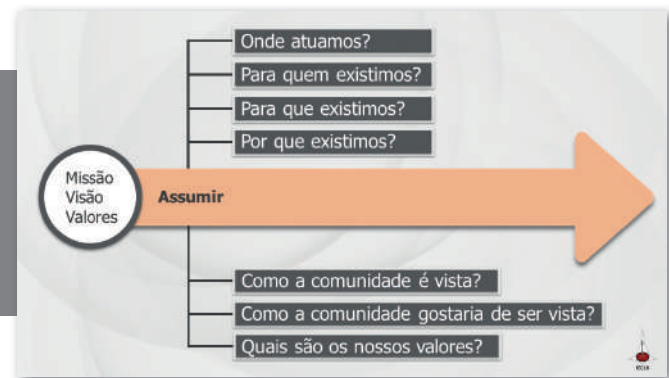 Onde atuamos?
Para quem existimos?
Para que existimos?
Por que existimos?
Missão
Visão
Valores
Assumir
Como a comunidade é vista?
Como a comunidade gostaria de ser vista?
Quais são os nossos valores?